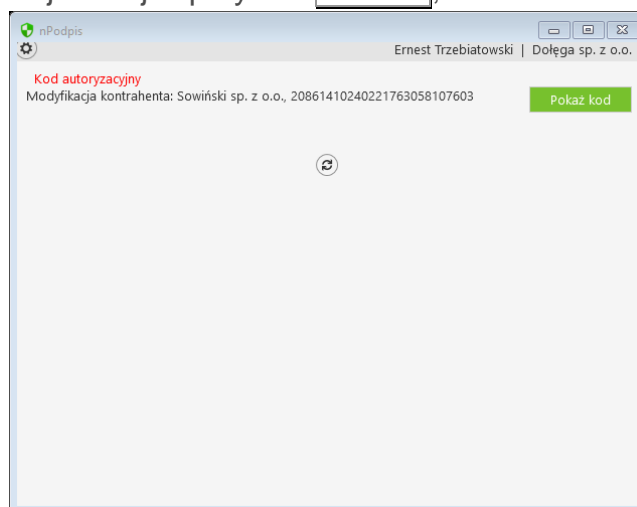 nPodpis
Ernest Trzebiatowski | Dołęga sp. z o.o.
Kod autoryzacyjny
Modyfikacja kontrahenta: Sowiński sp. z o.o., 20861410240221763058107603
Pokaż kod